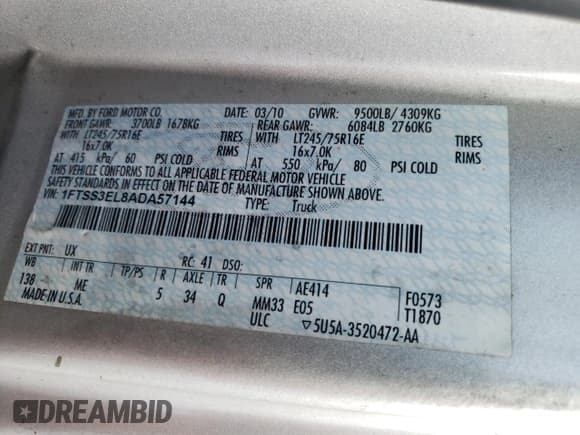 MFD. BY FORD MOTOR CO.
DATE: 03/10 GVWR: 9500LB/ 4309KG
FRONT GAWR: 3700LB 1678KG
REAR GAWR: 6084LB 2760KG
WITH LT245/75R16E TIRES
WITH LT245/75R16E TIRES
16x7.0K RIMS
16x7.0K RIMS
AT 415 kPa/ 60 PSI COLD
AT 550 kPa/ 80 PSI COLD
THIS VEHICLE CONFORMS TO ALL APPLICABLE FEDERAL MOTOR VEHICLE
SAFETY STANDARDS IN EFFECT ON THE DATE OF MANUFACTURE SHOWN ABOVE.
VIN: 1FTSS3EL8ADA57144
TYPE: Truck
EXT PNT: UX RC: 41 DSO:
WB INT TR TP/PS R AXLE TR SPR AE414 F0573
138 ME 5 34 Q MM33 E05 T1870
MADE IN U.S.A. ULC ▽5U5A-3520472-AA
DREAMBID